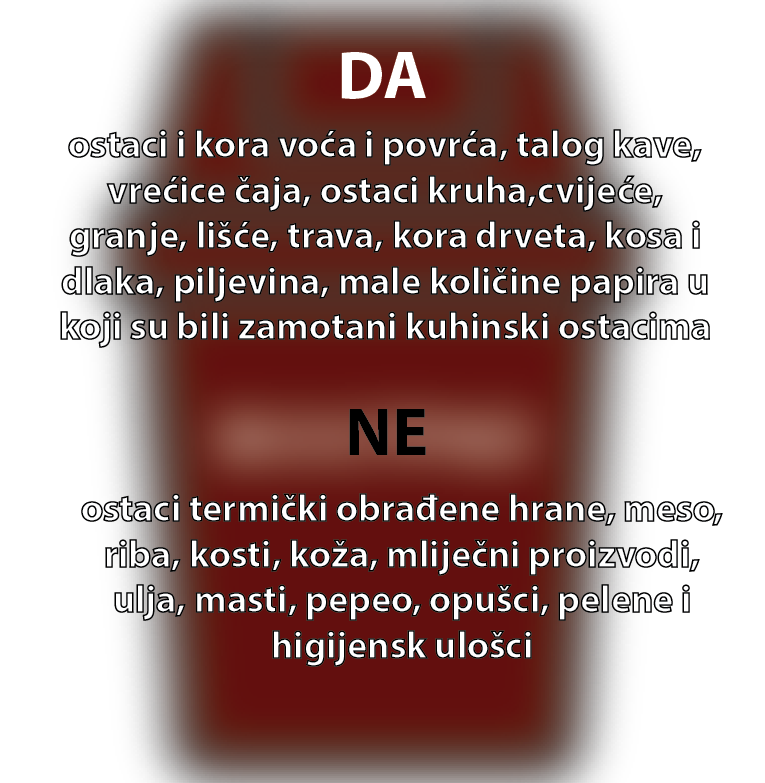 DA
ostaci i kora voća i povrća, talog kave,
vrećice čaja, ostaci kruha,cvijeće,
granje, lišće, trava, kora drveta, kosa i
dlaka, piljevina, male količine papira u
koji su bili zamotani kuhinski ostacima
NE
ostaci termički obrađene hrane, meso,
riba, kosti, koža, mliječni proizvodi,
ulja, masti, pepeo, opušci, pelene i
higijensk ulošci